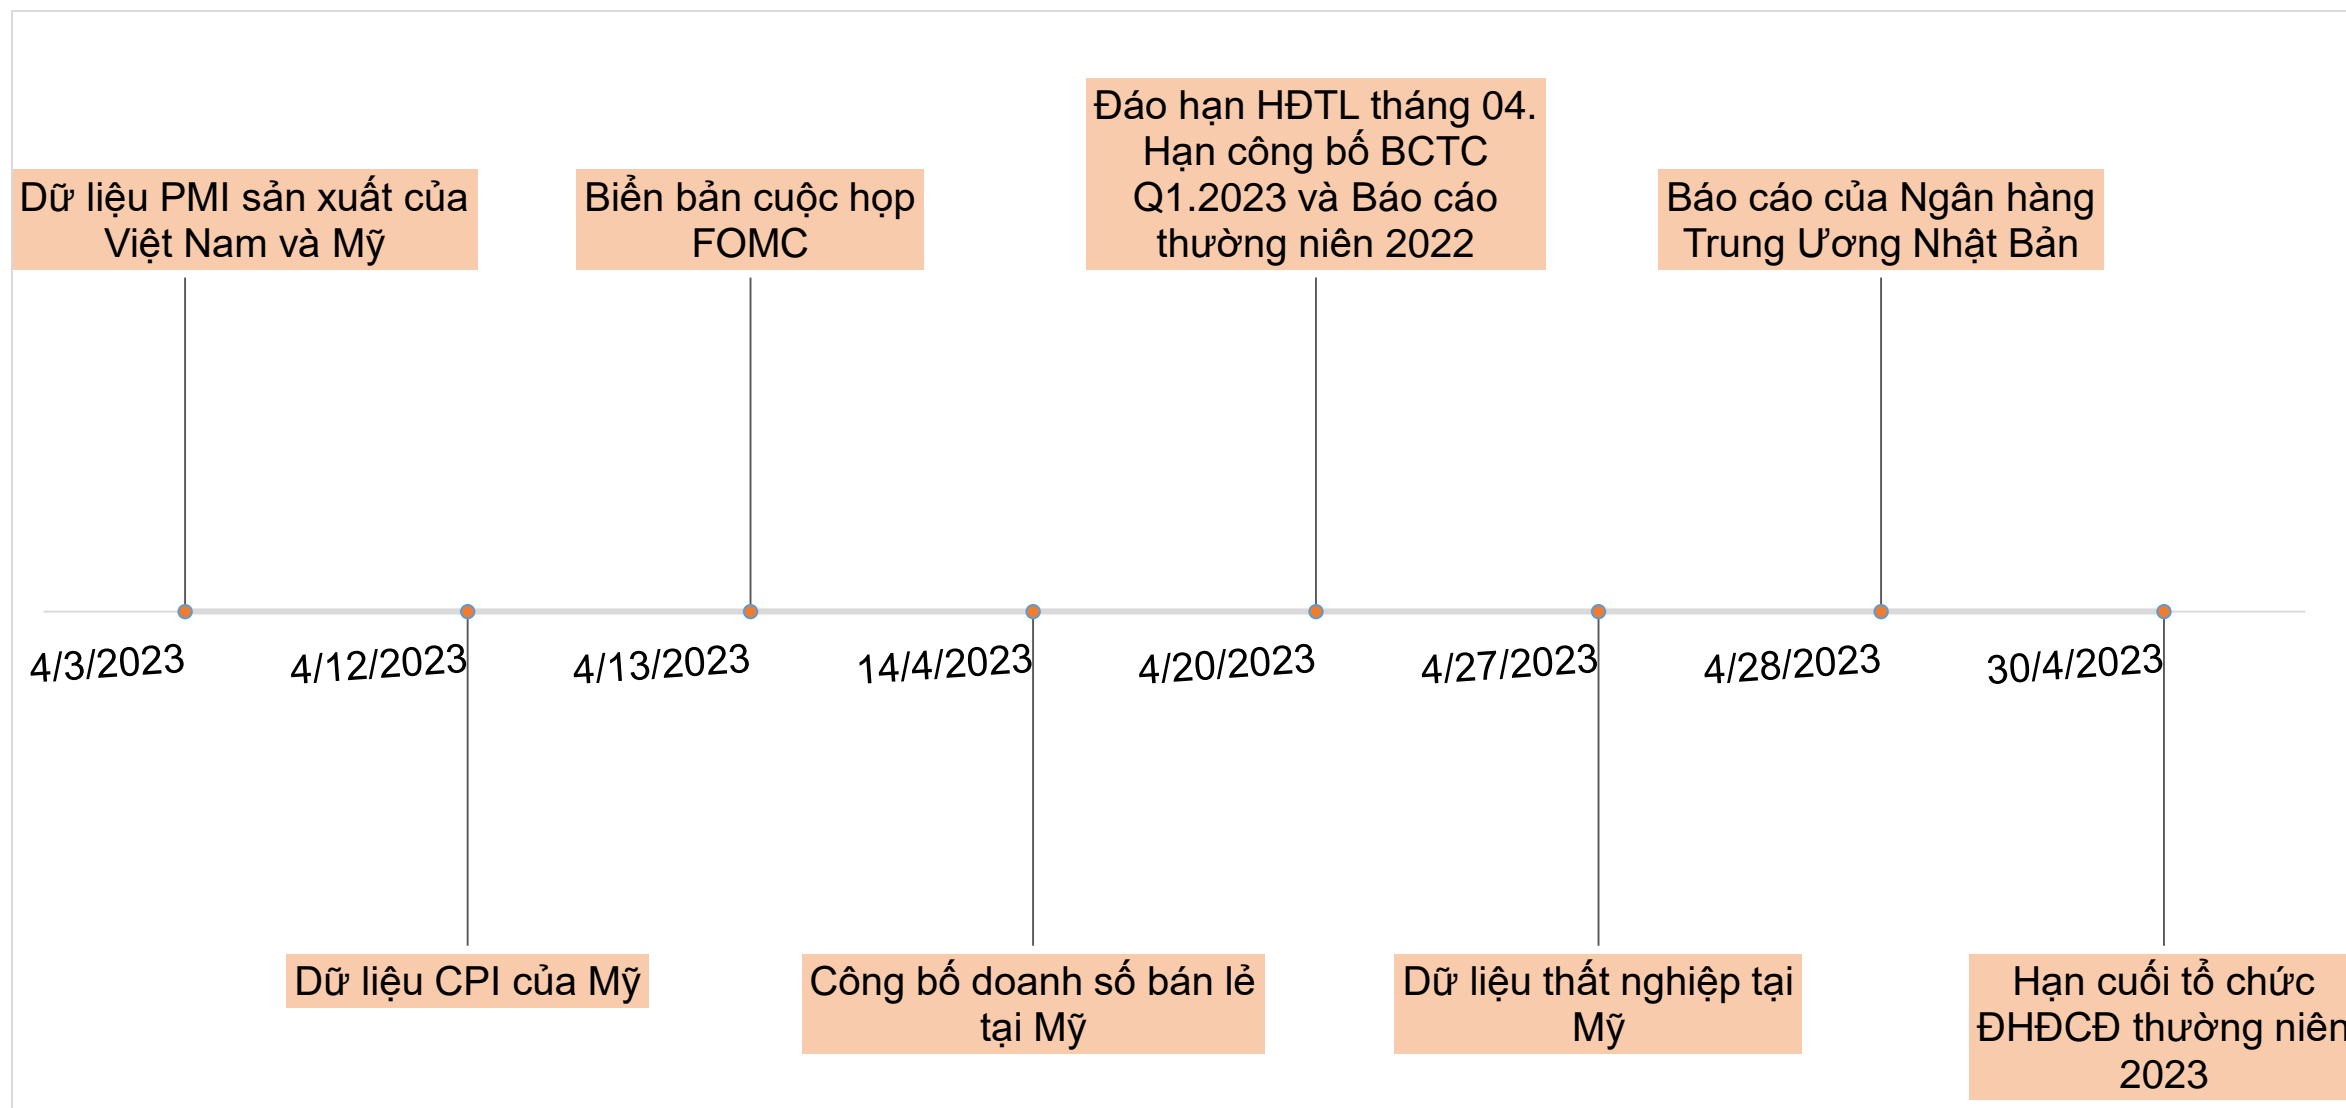 Đáo hạn HĐTL tháng 04.
Hạn công bố BCTC
Q1.2023 và Báo cáo
thường niên 2022
Dữ liệu PMI sản xuất của
Việt Nam và Mỹ
Biển bản cuộc họp
FOMC
Báo cáo của Ngân hàng
Trung Ương Nhật Bản
4/3/2023
4/12/2023
4/13/2023
14/4/2023
4/20/2023
4/27/2023
4/28/2023
30/4/2023
Dữ liệu CPI của Mỹ
Công bố doanh số bán lẻ
tại Mỹ
Dữ liệu thất nghiệp tại
Mỹ
Hạn cuối tổ chức
ĐHĐCĐ thường niên
2023